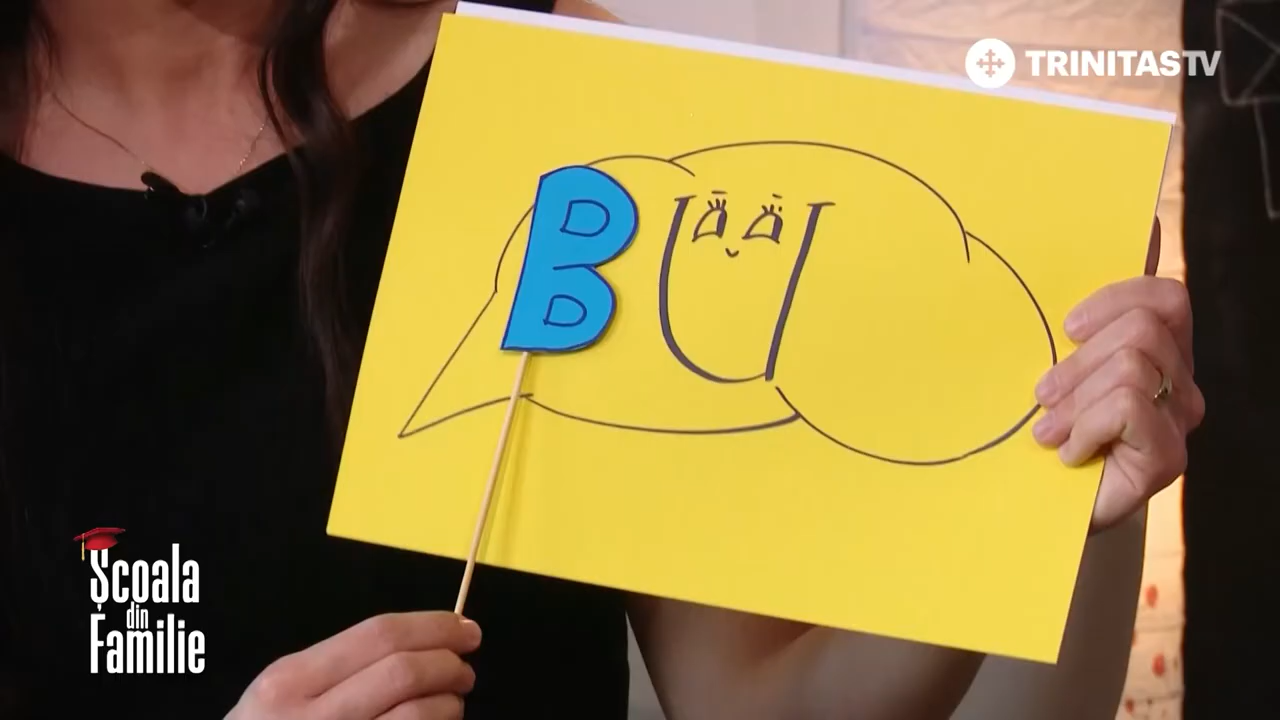 TRINITAS TV
BU
Școala
din
Familie